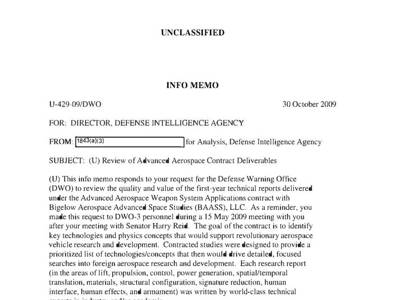 UNCLASSIFIED
INFO MEMO
U-429-09/DWO 30 October 2009
FOR: DIRECTOR, DEFENSE INTELLIGENCE AGENCY
FROM: 1843(a)(3) for Analysis, Defense Intelligence Agency
SUBJECT: (U) Review of Advanced Aerospace Contract Deliverables
(U) This info memo responds to your request for the Defense Warning Office
(DWO) to review the quality and value of the first-year technical reports delivered
under the Advanced Aerospace Weapon System Applications contract with
Bigelow Aerospace Advanced Space Studies (BAASS), LLC. As a reminder, you
made this request to DWO-3 personnel during a 15 May 2009 meeting with you
after your meeting with Senator Harry Reid. The goal of the contract is to identify
key technologies and physics concepts that would support revolutionary aerospace
vehicle research and development. Contracted studies were designed to provide a
prioritized list of technologies/concepts that then would drive detailed, focused
searches into foreign aerospace research and development. Each research report
(in the areas of lift, propulsion, control, power generation, spatial/temporal
translation, materials, structural configuration, signature reduction, human
interface, human effects, and armament) was written by world-class technical